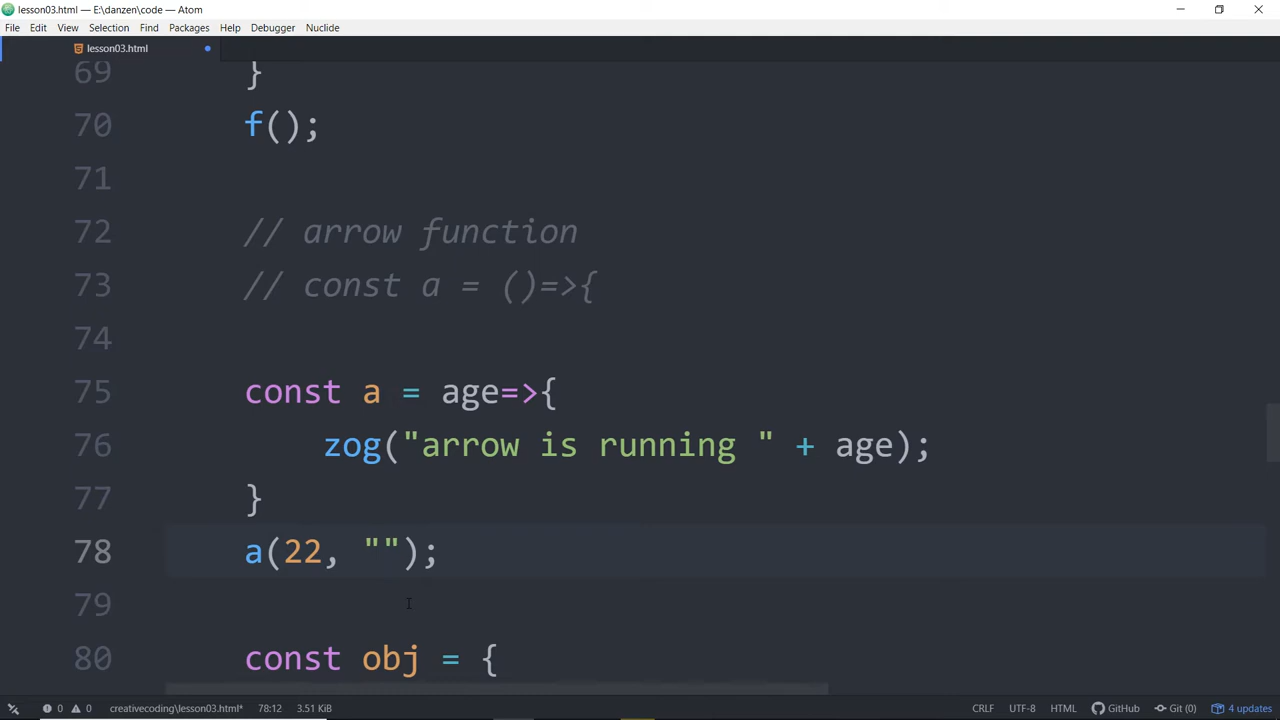 lesson03.html — E:\danzen\code — Atom
File Edit View Selection Find Packages Help Debugger Nuclide
lesson03.html
69 }
70 f();
71
72 // arrow function
73 // const a = ()=>{
74
75 const a = age=>{
76 zog("arrow is running " + age);
77 }
78 a(22, "");
79
80 const obj = {
0 0 creativecoding\lesson03.html* 78:12 3.51 KiB CRLF UTF-8 HTML GitHub Git (0) 4 updates